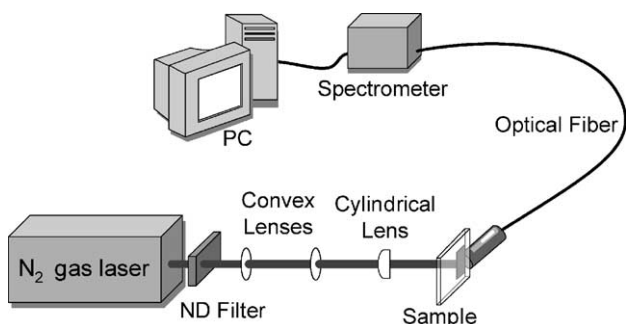 Spectrometer
PC
Optical Fiber
Convex
Lenses
Cylindrical
Lens
N₂ gas laser
ND Filter
Sample